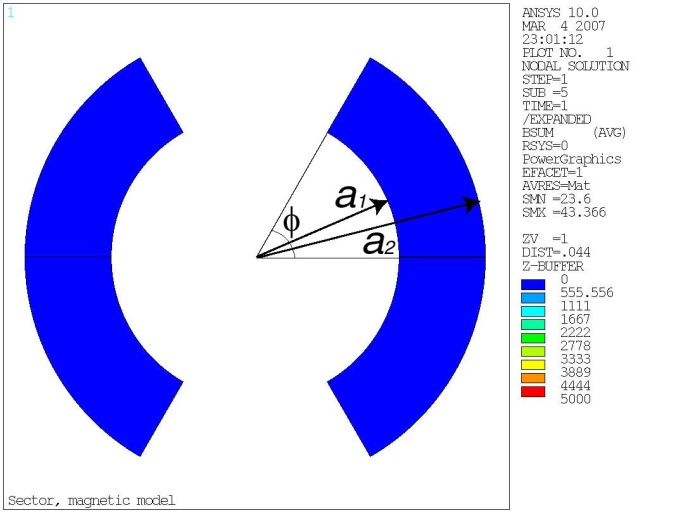 1
ANSYS 10.0
MAR 4 2007
23:01:12
PLOT NO. 1
NODAL SOLUTION
STEP=1
SUB =5
TIME=1
/EXPANDED
BSUM (AVG)
RSYS=0
PowerGraphics
EFACET=1
AVRES=Mat
SMN =23.6
SMX =43.366
ZV =1
DIST=.044
Z-BUFFER
0
555.556
1111
1667
2222
2778
3333
3889
4444
5000
a1
ϕ
a2
Sector, magnetic model